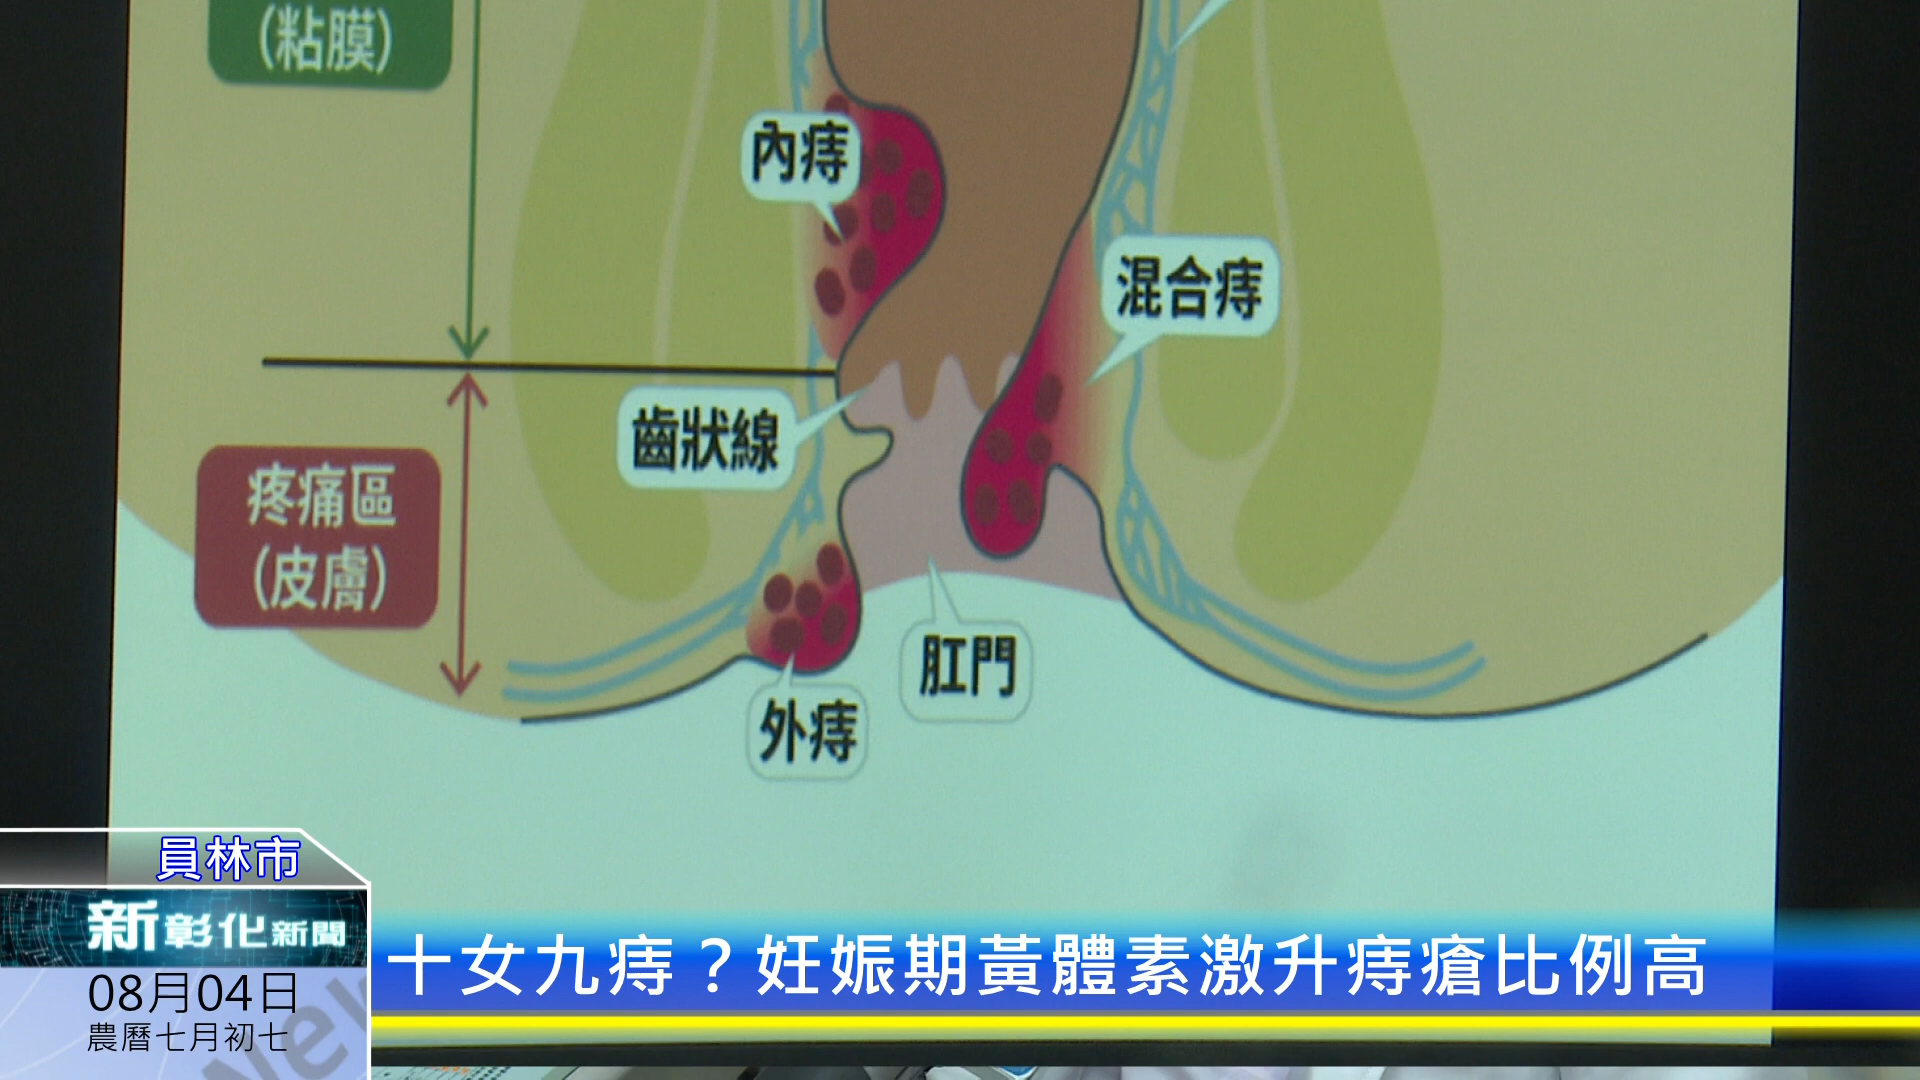 (粘膜)
內痔
混合痔
齒狀線
疼痛區
(皮膚)
肛門
外痔
員林市
新彰化新聞
08月04日
農曆七月初七
十女九痔？妊娠期黃體素激升痔瘡比例高